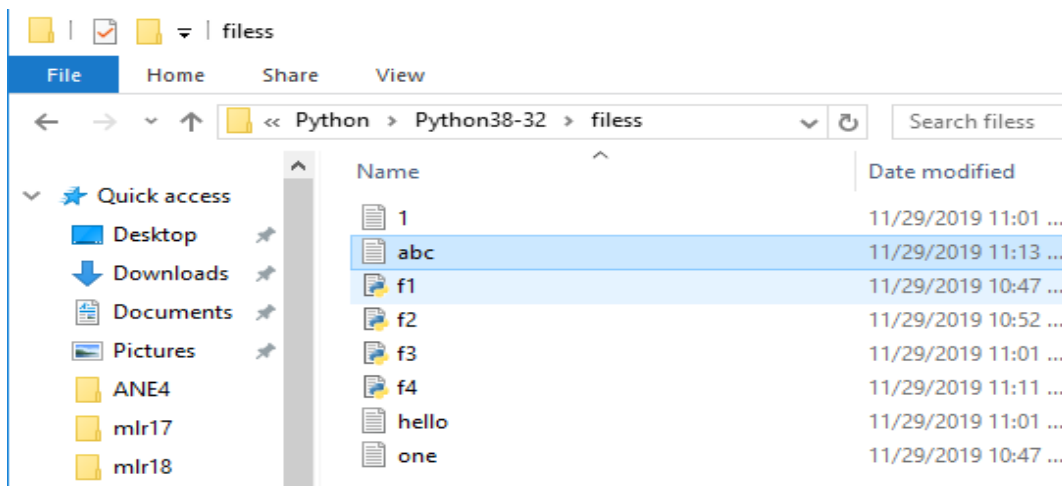 filess
File Home Share View
« Python > Python38-32 > filess Search filess
Name Date modified
Quick access
1 11/29/2019 11:01 ...
Desktop
abc 11/29/2019 11:13 ...
Downloads
f1 11/29/2019 10:47 ...
Documents
f2 11/29/2019 10:52 ...
Pictures
f3 11/29/2019 11:01 ...
ANE4
f4 11/29/2019 11:11 ...
mlr17
hello 11/29/2019 11:01 ...
mlr18
one 11/29/2019 10:47 ...